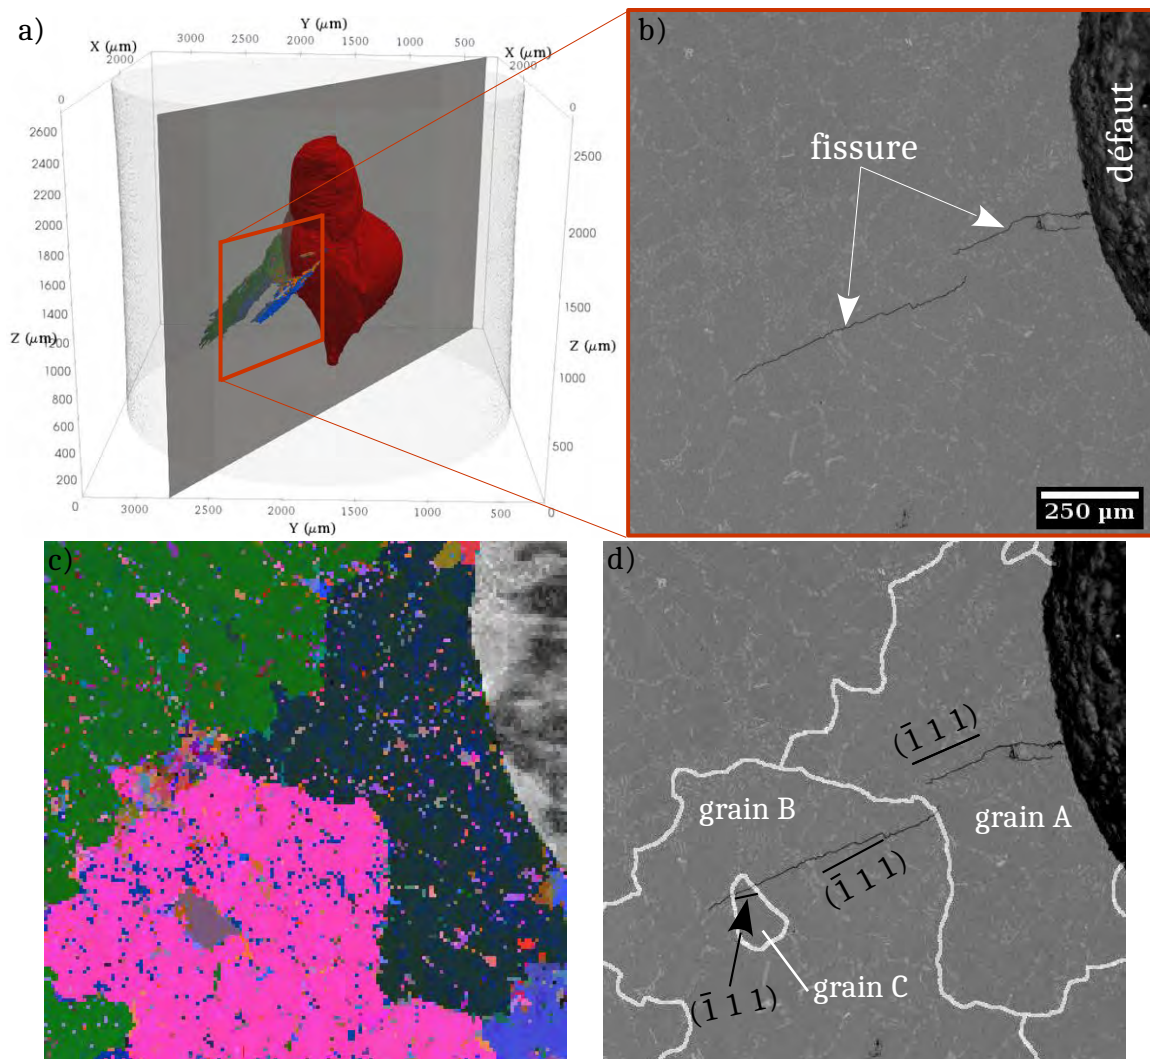 a)
Y (μm)
X (μm)
2000
3000
2500
2000
1500
1000
500
X (μm)
2000
0
0
2600
2400
2200
2000
1800
1600
1400
1200
1000
800
600
400
200
Z (μm)
2500
2000
1500
1000
500
Z (μm)
0
3000
2500
2000
1500
1000
500
0
Y (μm)
b)
fissure
défaut
250 μm
c)
d)
(1̅ 1 1)
grain B
grain A
(1̅ 1 1)
(1̅ 1 1)
grain C